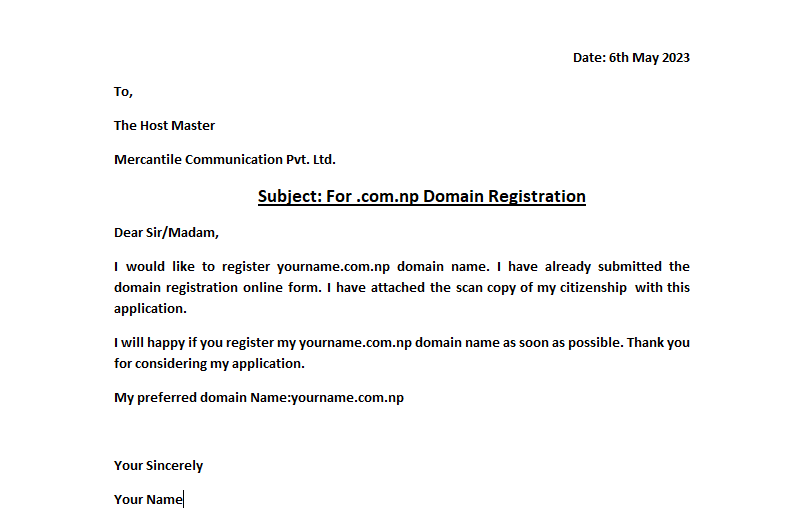 Date: 6th May 2023
To,
The Host Master
Mercantile Communication Pvt. Ltd.
Subject: For .com.np Domain Registration
Dear Sir/Madam,
I would like to register yourname.com.np domain name. I have already submitted the
domain registration online form. I have attached the scan copy of my citizenship  with this
application.
I will happy if you register my yourname.com.np domain name as soon as possible. Thank you
for considering my application.
My preferred domain Name:yourname.com.np
Your Sincerely
Your Name